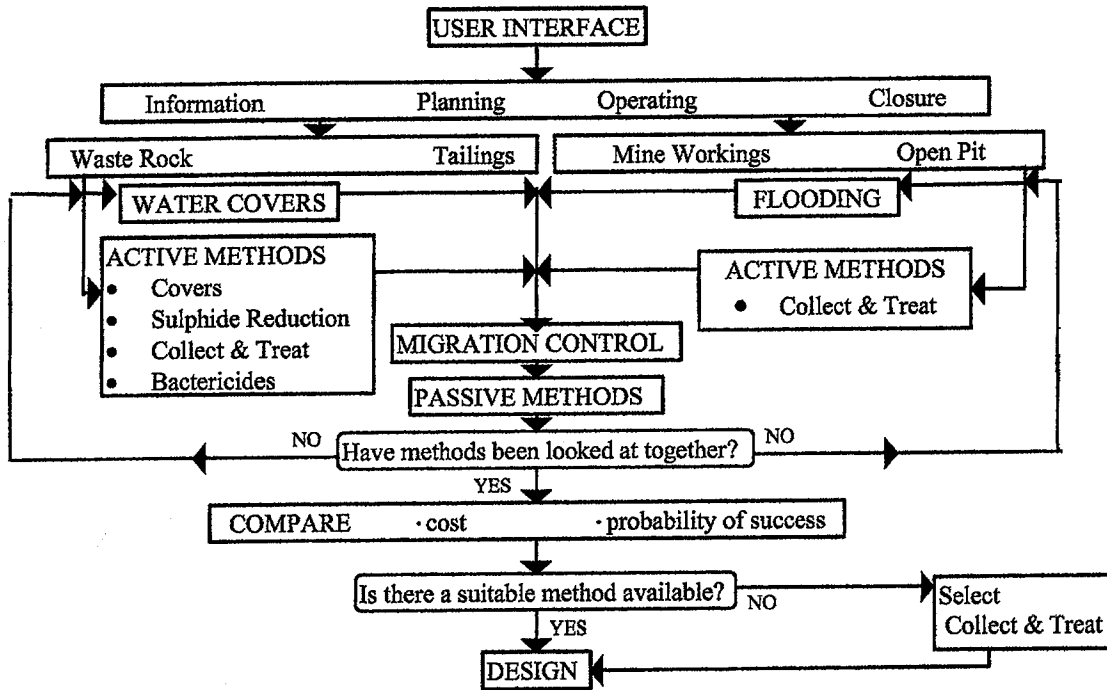 USER INTERFACE
Information Planning Operating Closure
Waste Rock Tailings
Mine Workings Open Pit
WATER COVERS
FLOODING
ACTIVE METHODS
• Covers
• Sulphide Reduction
• Collect & Treat
• Bactericides
ACTIVE METHODS
• Collect & Treat
MIGRATION CONTROL
PASSIVE METHODS
NO
Have methods been looked at together?
NO
YES
COMPARE · cost · probability of success
Is there a suitable method available?
NO
Select
Collect & Treat
YES
DESIGN